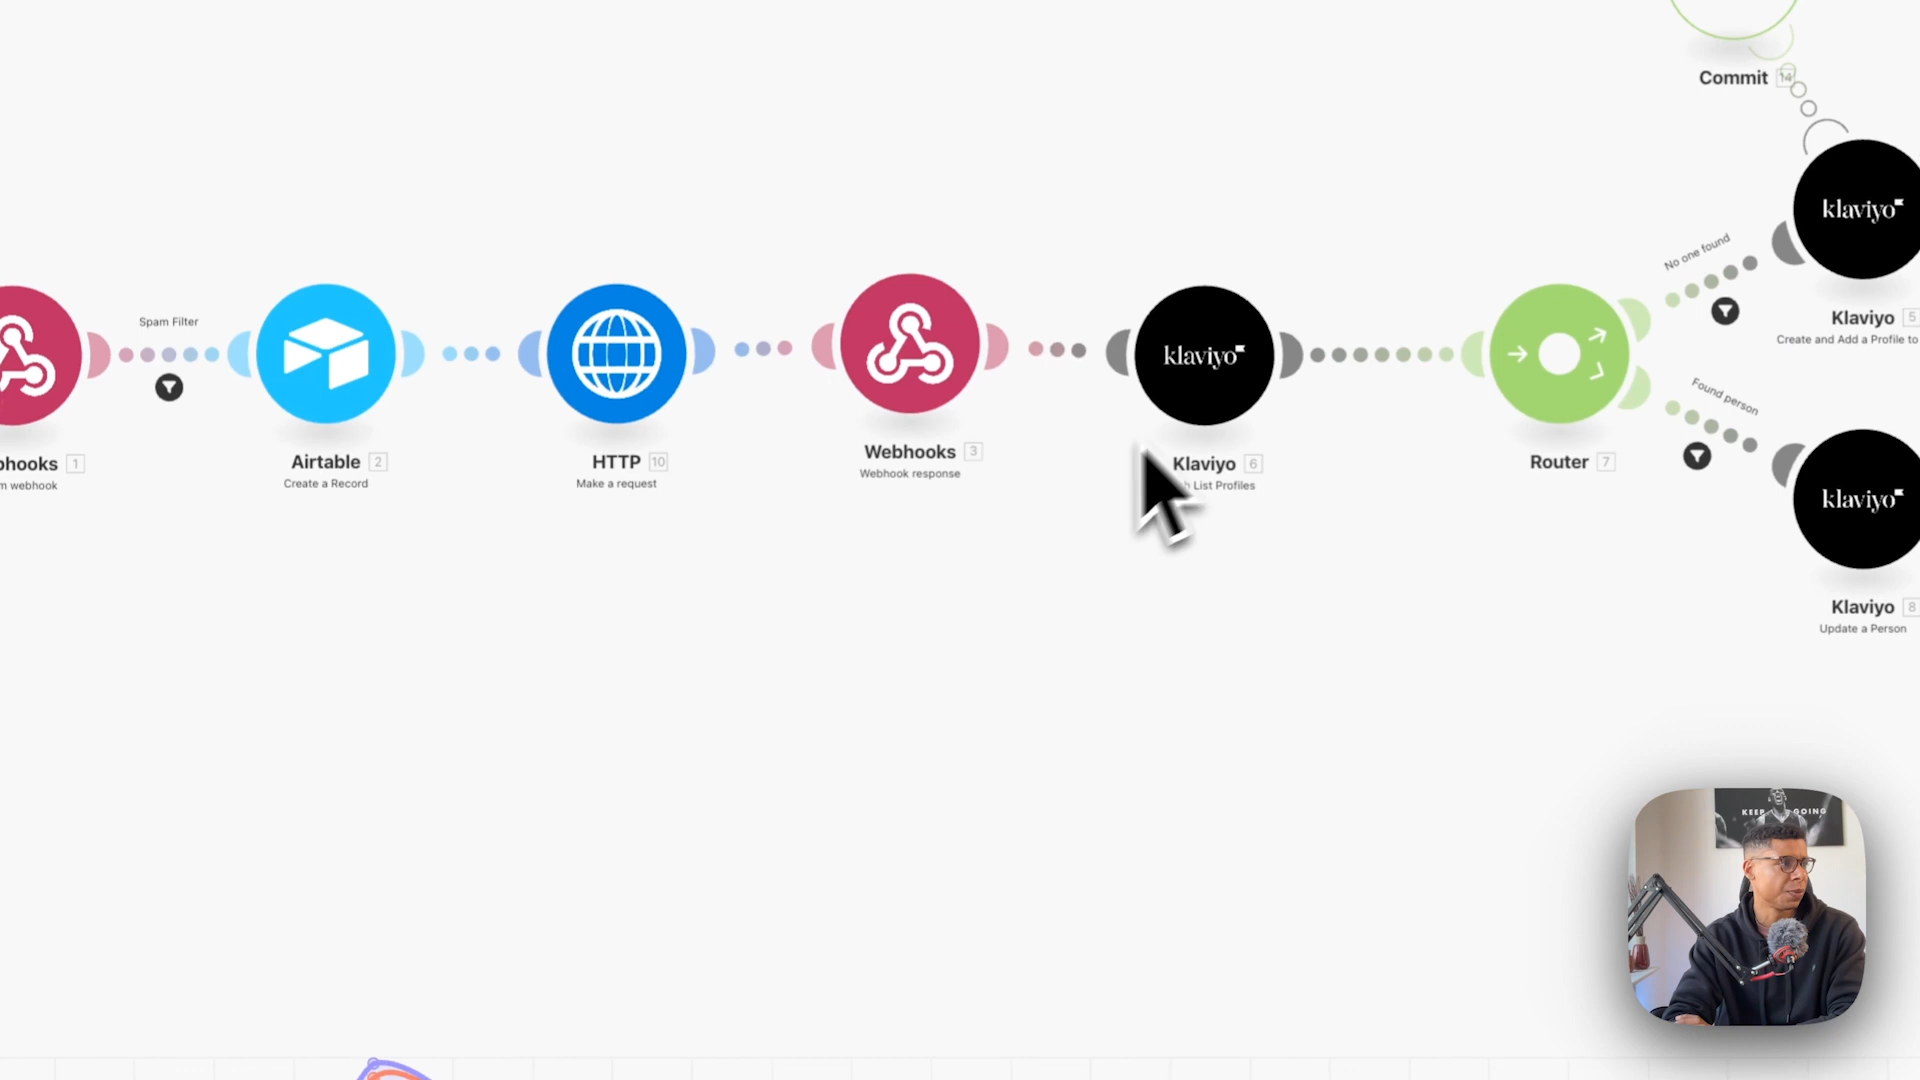 Commit 14
klaviyo
No one found
Klaviyo 5
Create and Add a Profile to
Spam Filter
klaviyo
Found person
Webhooks 3
Webhook response
Airtable 2
Create a Record
HTTP 10
Make a request
1
webhook
Klaviyo 6
List Profiles
Router 7
klaviyo
Klaviyo 8
Update a Person
KEEP GOING